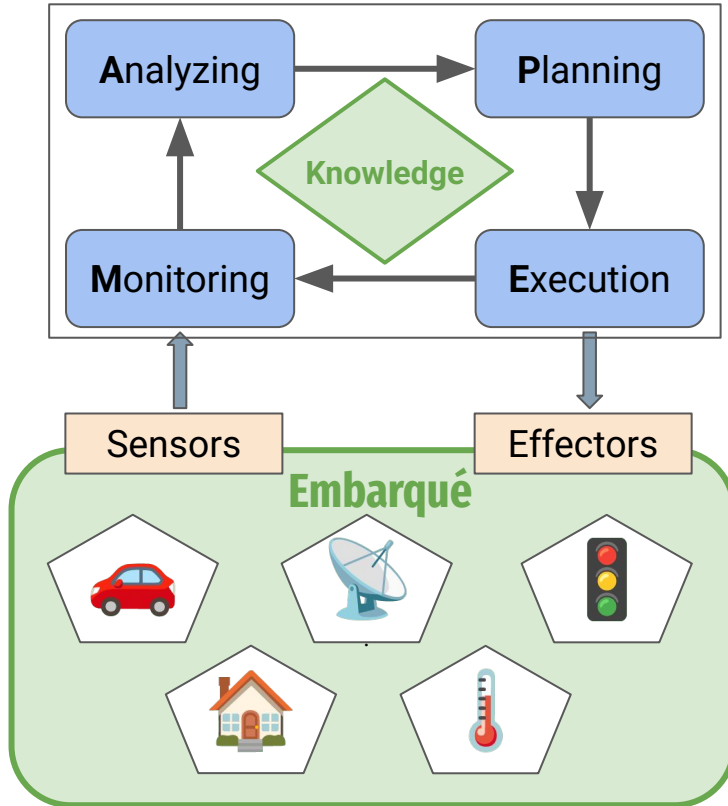 Analyzing
Planning
Knowledge
Monitoring
Execution
Sensors
Effectors
Embarqué